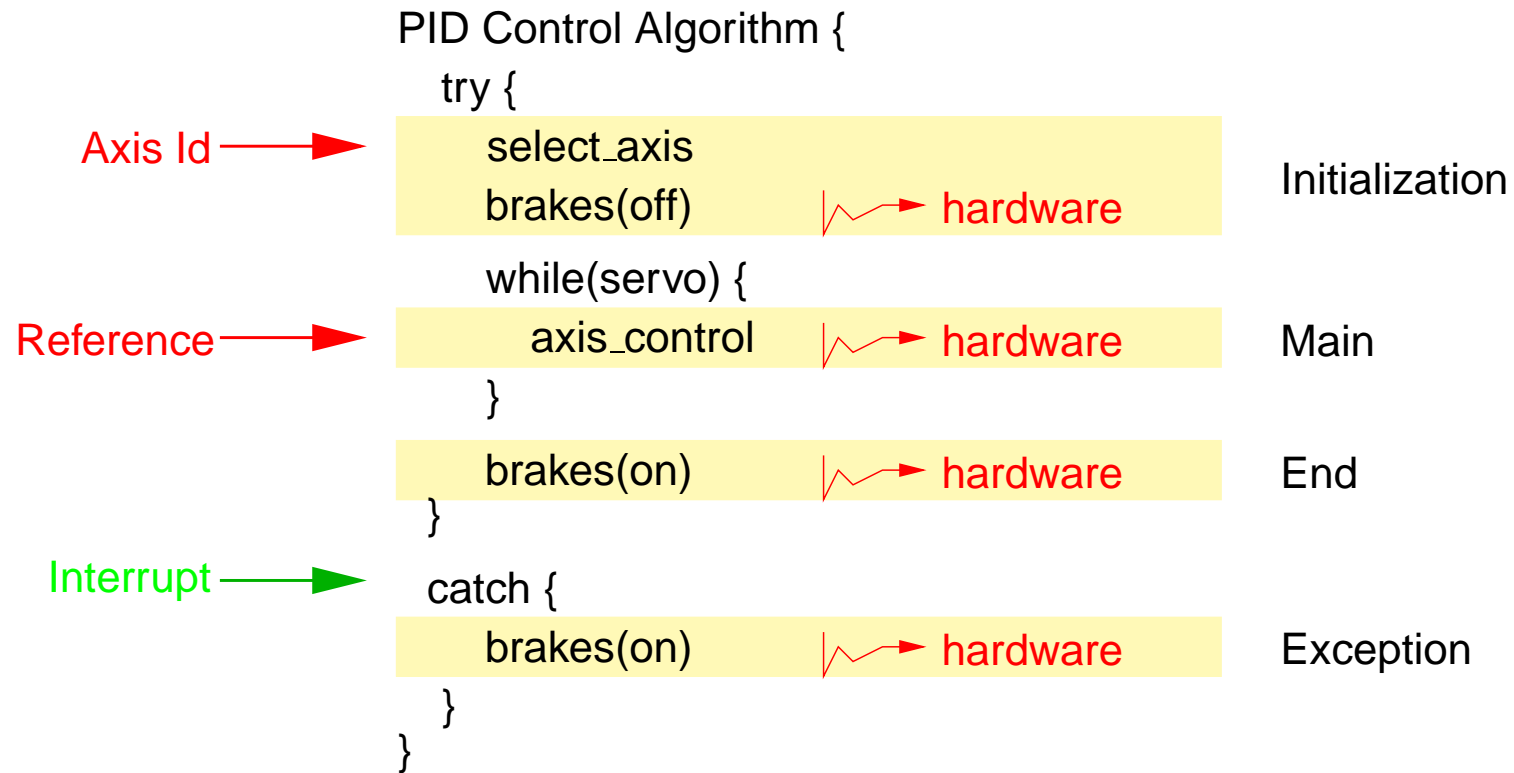 PID Control Algorithm {
try {
Axis Id
select_axis
Initialization
brakes(off) hardware
while(servo) {
Reference axis_control hardware Main
}
brakes(on) hardware End
}
Interrupt
catch {
brakes(on) hardware Exception
}
}